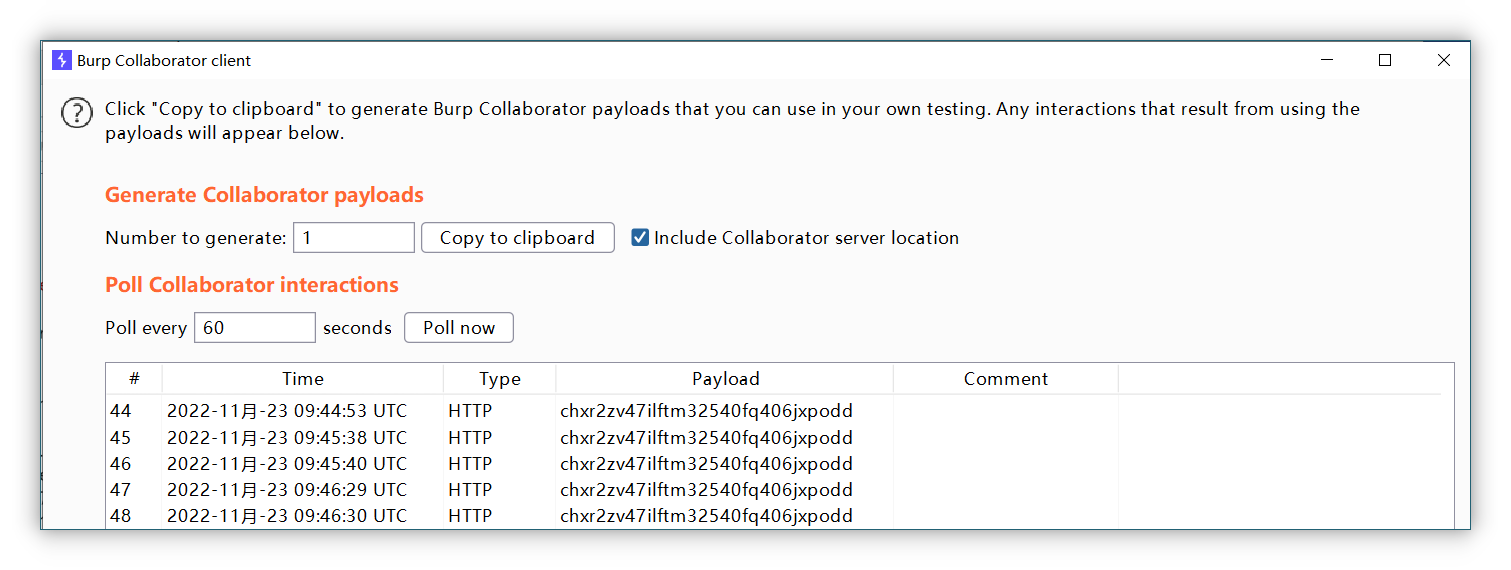 Burp Collaborator client
Click "Copy to clipboard" to generate Burp Collaborator payloads that you can use in your own testing. Any interactions that result from using the
payloads will appear below.
Generate Collaborator payloads
Number to generate: 1 Copy to clipboard Include Collaborator server location
Poll Collaborator interactions
Poll every 60 seconds Poll now
# Time Type Payload Comment
44 2022-11月-23 09:44:53 UTC HTTP chxr2zv47ilftm32540fq406jxpodd
45 2022-11月-23 09:45:38 UTC HTTP chxr2zv47ilftm32540fq406jxpodd
46 2022-11月-23 09:45:40 UTC HTTP chxr2zv47ilftm32540fq406jxpodd
47 2022-11月-23 09:46:29 UTC HTTP chxr2zv47ilftm32540fq406jxpodd
48 2022-11月-23 09:46:30 UTC HTTP chxr2zv47ilftm32540fq406jxpodd